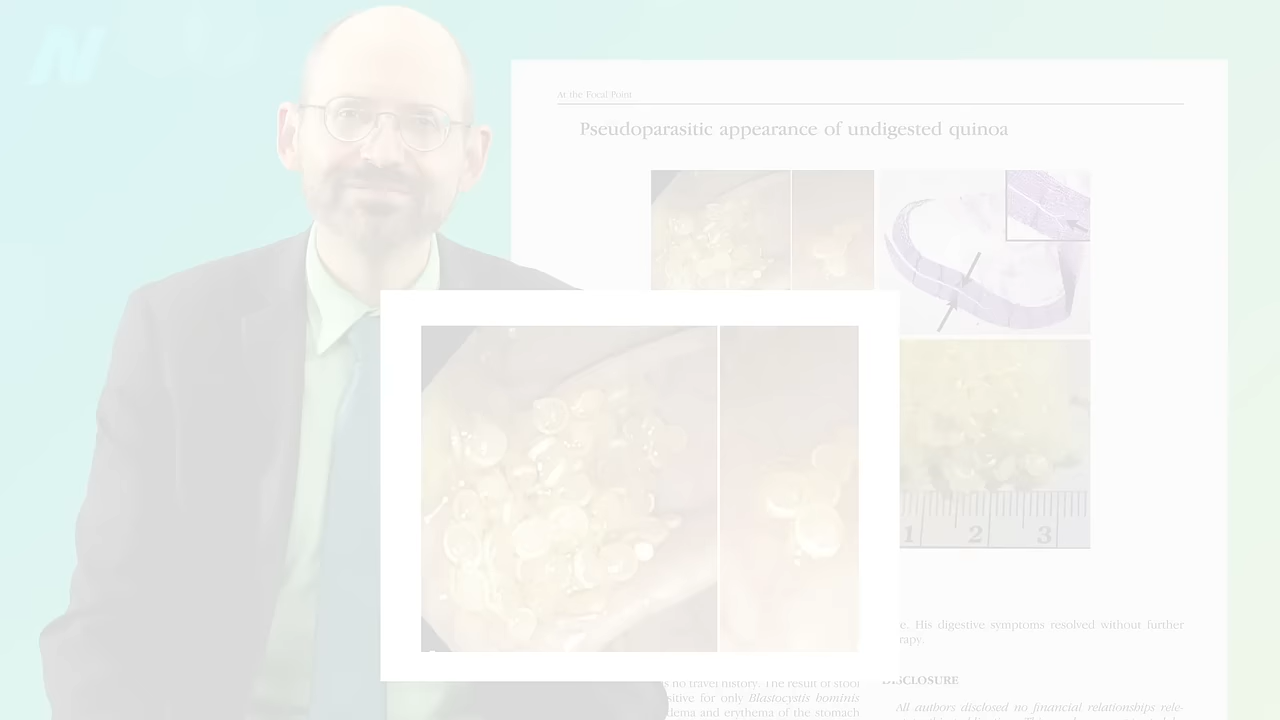 N
At the Focal Point
Pseudoparasitic appearance of undigested quinoa
1 2 3
e. His digestive symptoms resolved without further
rapy.
s no travel history. The result of stool
sitive for only Blastocystis hominis
dema and erythema of the stomach
DISCLOSURE
All authors disclosed no financial relationships rele-